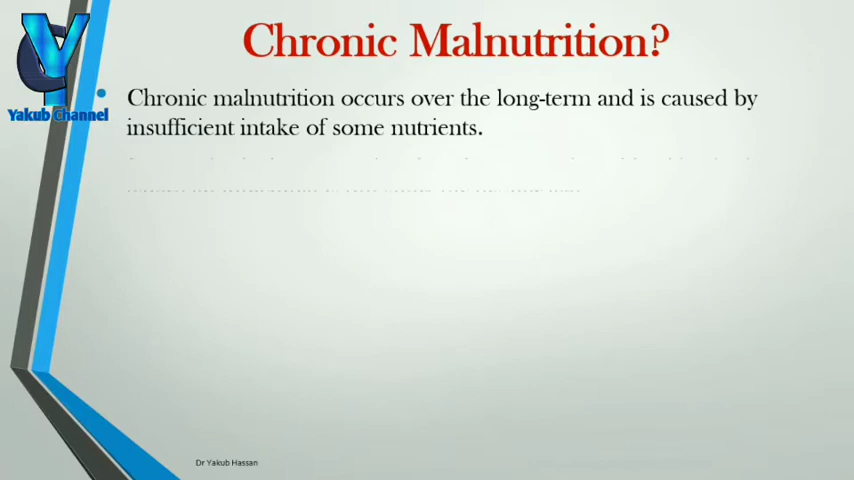 Chronic Malnutrition?
Yakub Channel
Chronic malnutrition occurs over the long-term and is caused by
insufficient intake of some nutrients.
Dr Yakub Hassan